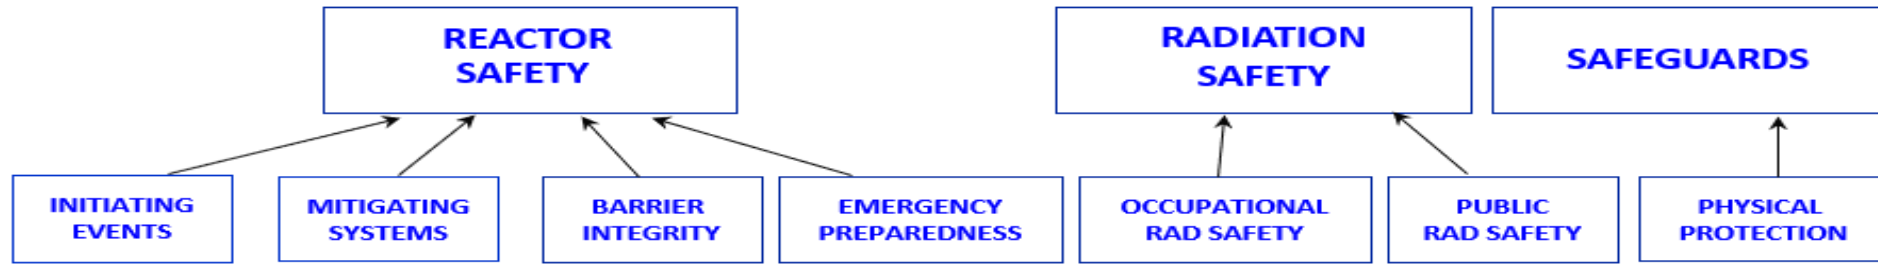 REACTOR
SAFETY
RADIATION
SAFETY
SAFEGUARDS
INITIATING
EVENTS
MITIGATING
SYSTEMS
BARRIER
INTEGRITY
EMERGENCY
PREPAREDNESS
OCCUPATIONAL
RAD SAFETY
PUBLIC
RAD SAFETY
PHYSICAL
PROTECTION